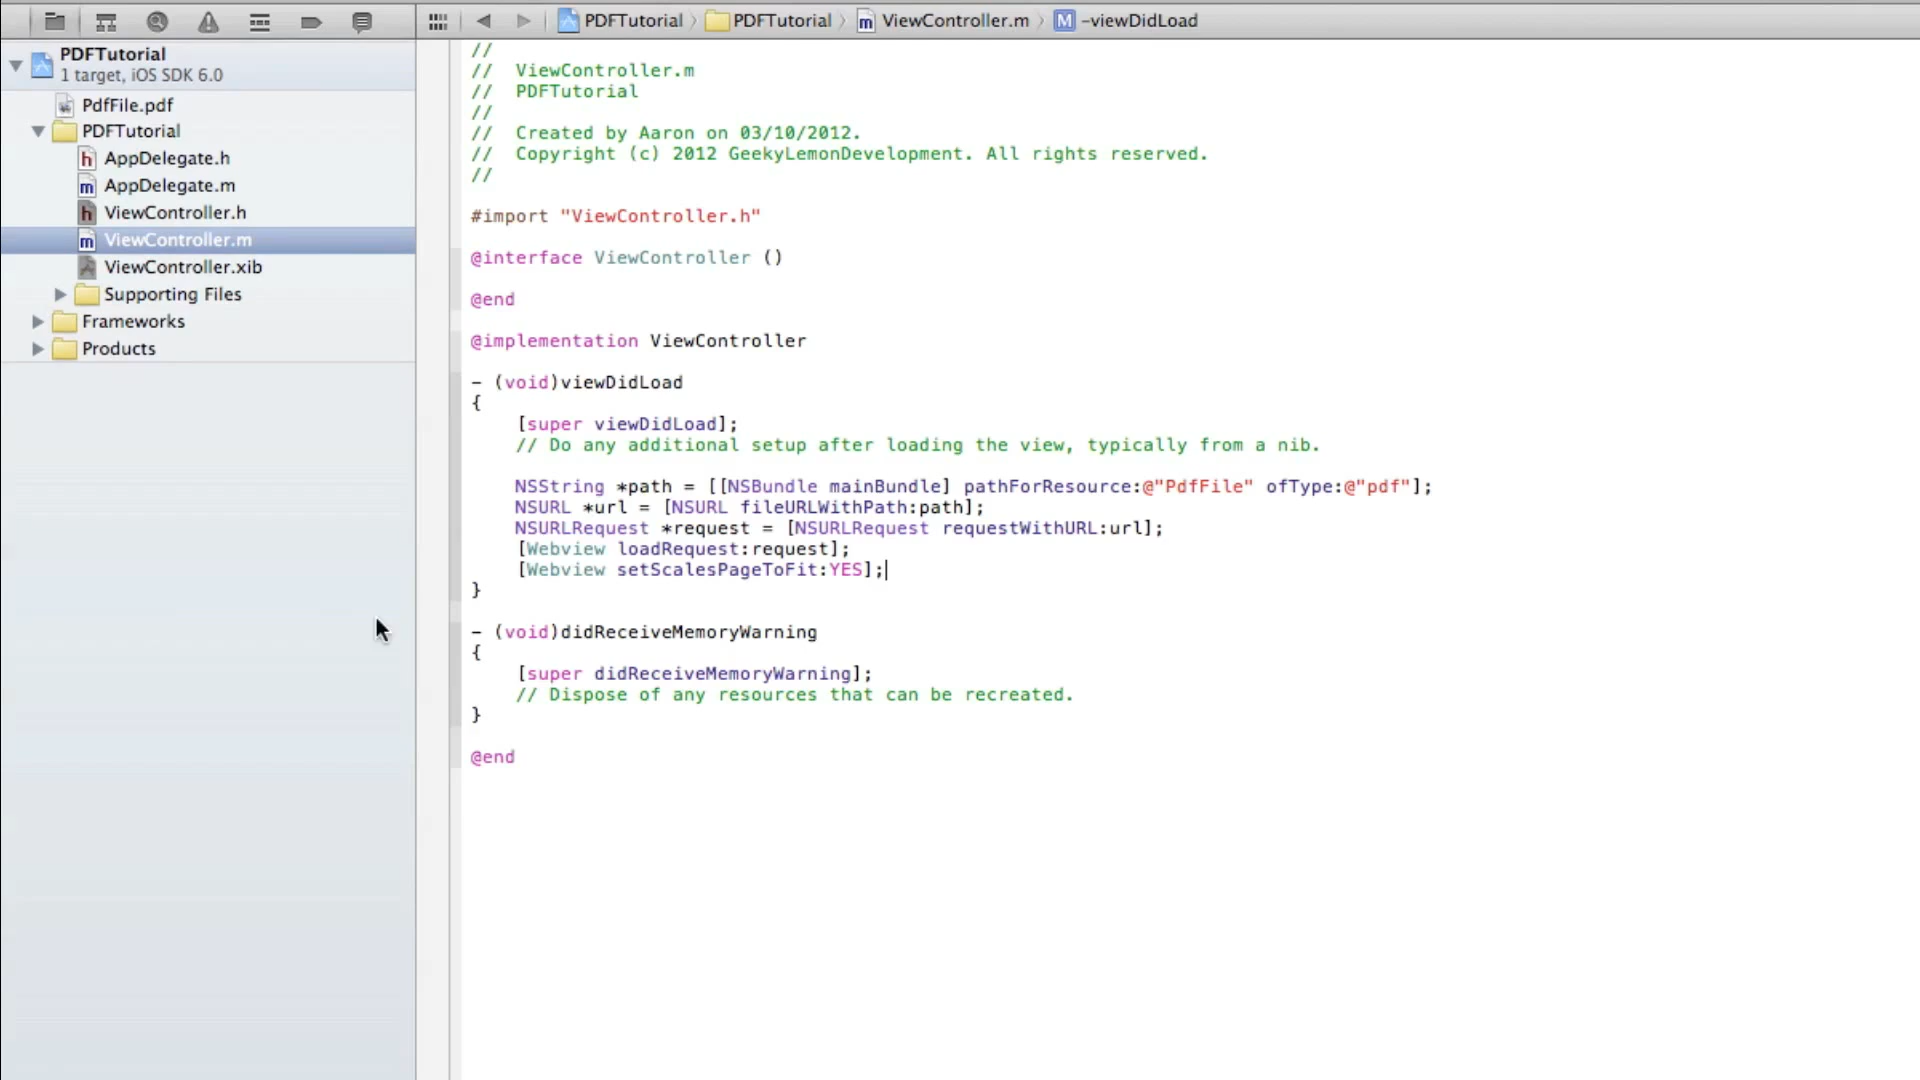 PDFTutorial
1 target, iOS SDK 6.0
PdfFile.pdf
PDFTutorial
h AppDelegate.h
m AppDelegate.m
h ViewController.h
m ViewController.m
ViewController.xib
Supporting Files
Frameworks
Products
PDFTutorial PDFTutorial m ViewController.m M -viewDidLoad
//
//  ViewController.m
//  PDFTutorial
//
//  Created by Aaron on 03/10/2012.
//  Copyright (c) 2012 GeekyLemonDevelopment. All rights reserved.
//
#import "ViewController.h"
@interface ViewController ()
@end
@implementation ViewController
- (void)viewDidLoad
{
[super viewDidLoad];
// Do any additional setup after loading the view, typically from a nib.
NSString *path = [[NSBundle mainBundle] pathForResource:@"PdfFile" ofType:@"pdf"];
NSURL *url = [NSURL fileURLWithPath:path];
NSURLRequest *request = [NSURLRequest requestWithURL:url];
[Webview loadRequest:request];
[Webview setScalesPageToFit:YES];
}
- (void)didReceiveMemoryWarning
{
[super didReceiveMemoryWarning];
// Dispose of any resources that can be recreated.
}
@end